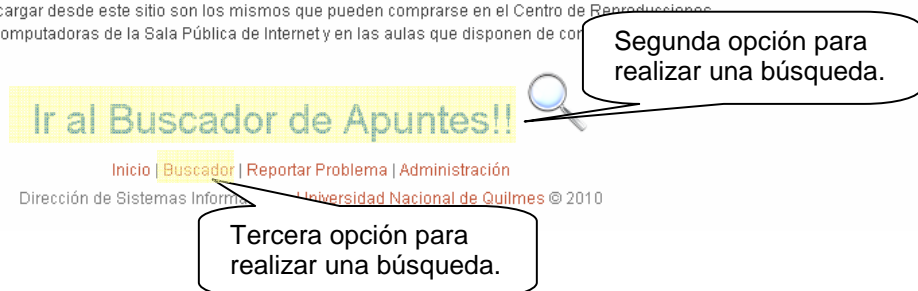 cargar desde este sitio son los mismos que pueden comprarse en el Centro de Reproducciones
omputadoras de la Sala Pública de Internet y en las aulas que disponen de
Segunda opción para
realizar una búsqueda.
Ir al Buscador de Apuntes!!
Inicio | Buscador | Reportar Problema | Administración
Dirección de Sistemas Universidad Nacional de Quilmes © 2010
Tercera opción para
realizar una búsqueda.